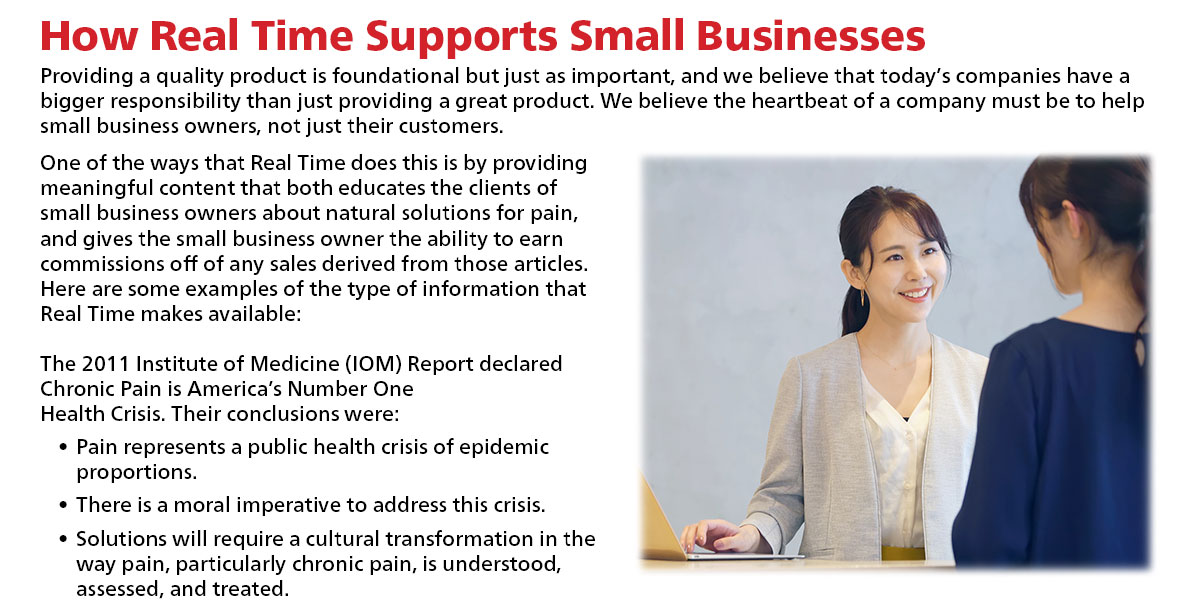 How Real Time Supports Small Businesses
Providing a quality product is foundational but just as important, and we believe that today’s companies have a
bigger responsibility than just providing a great product. We believe the heartbeat of a company must be to help
small business owners, not just their customers.
One of the ways that Real Time does this is by providing
meaningful content that both educates the clients of
small business owners about natural solutions for pain,
and gives the small business owner the ability to earn
commissions off of any sales derived from those articles.
Here are some examples of the type of information that
Real Time makes available:
The 2011 Institute of Medicine (IOM) Report declared
Chronic Pain is America’s Number One
Health Crisis. Their conclusions were:
• Pain represents a public health crisis of epidemic
proportions.
• There is a moral imperative to address this crisis.
• Solutions will require a cultural transformation in the
way pain, particularly chronic pain, is understood,
assessed, and treated.